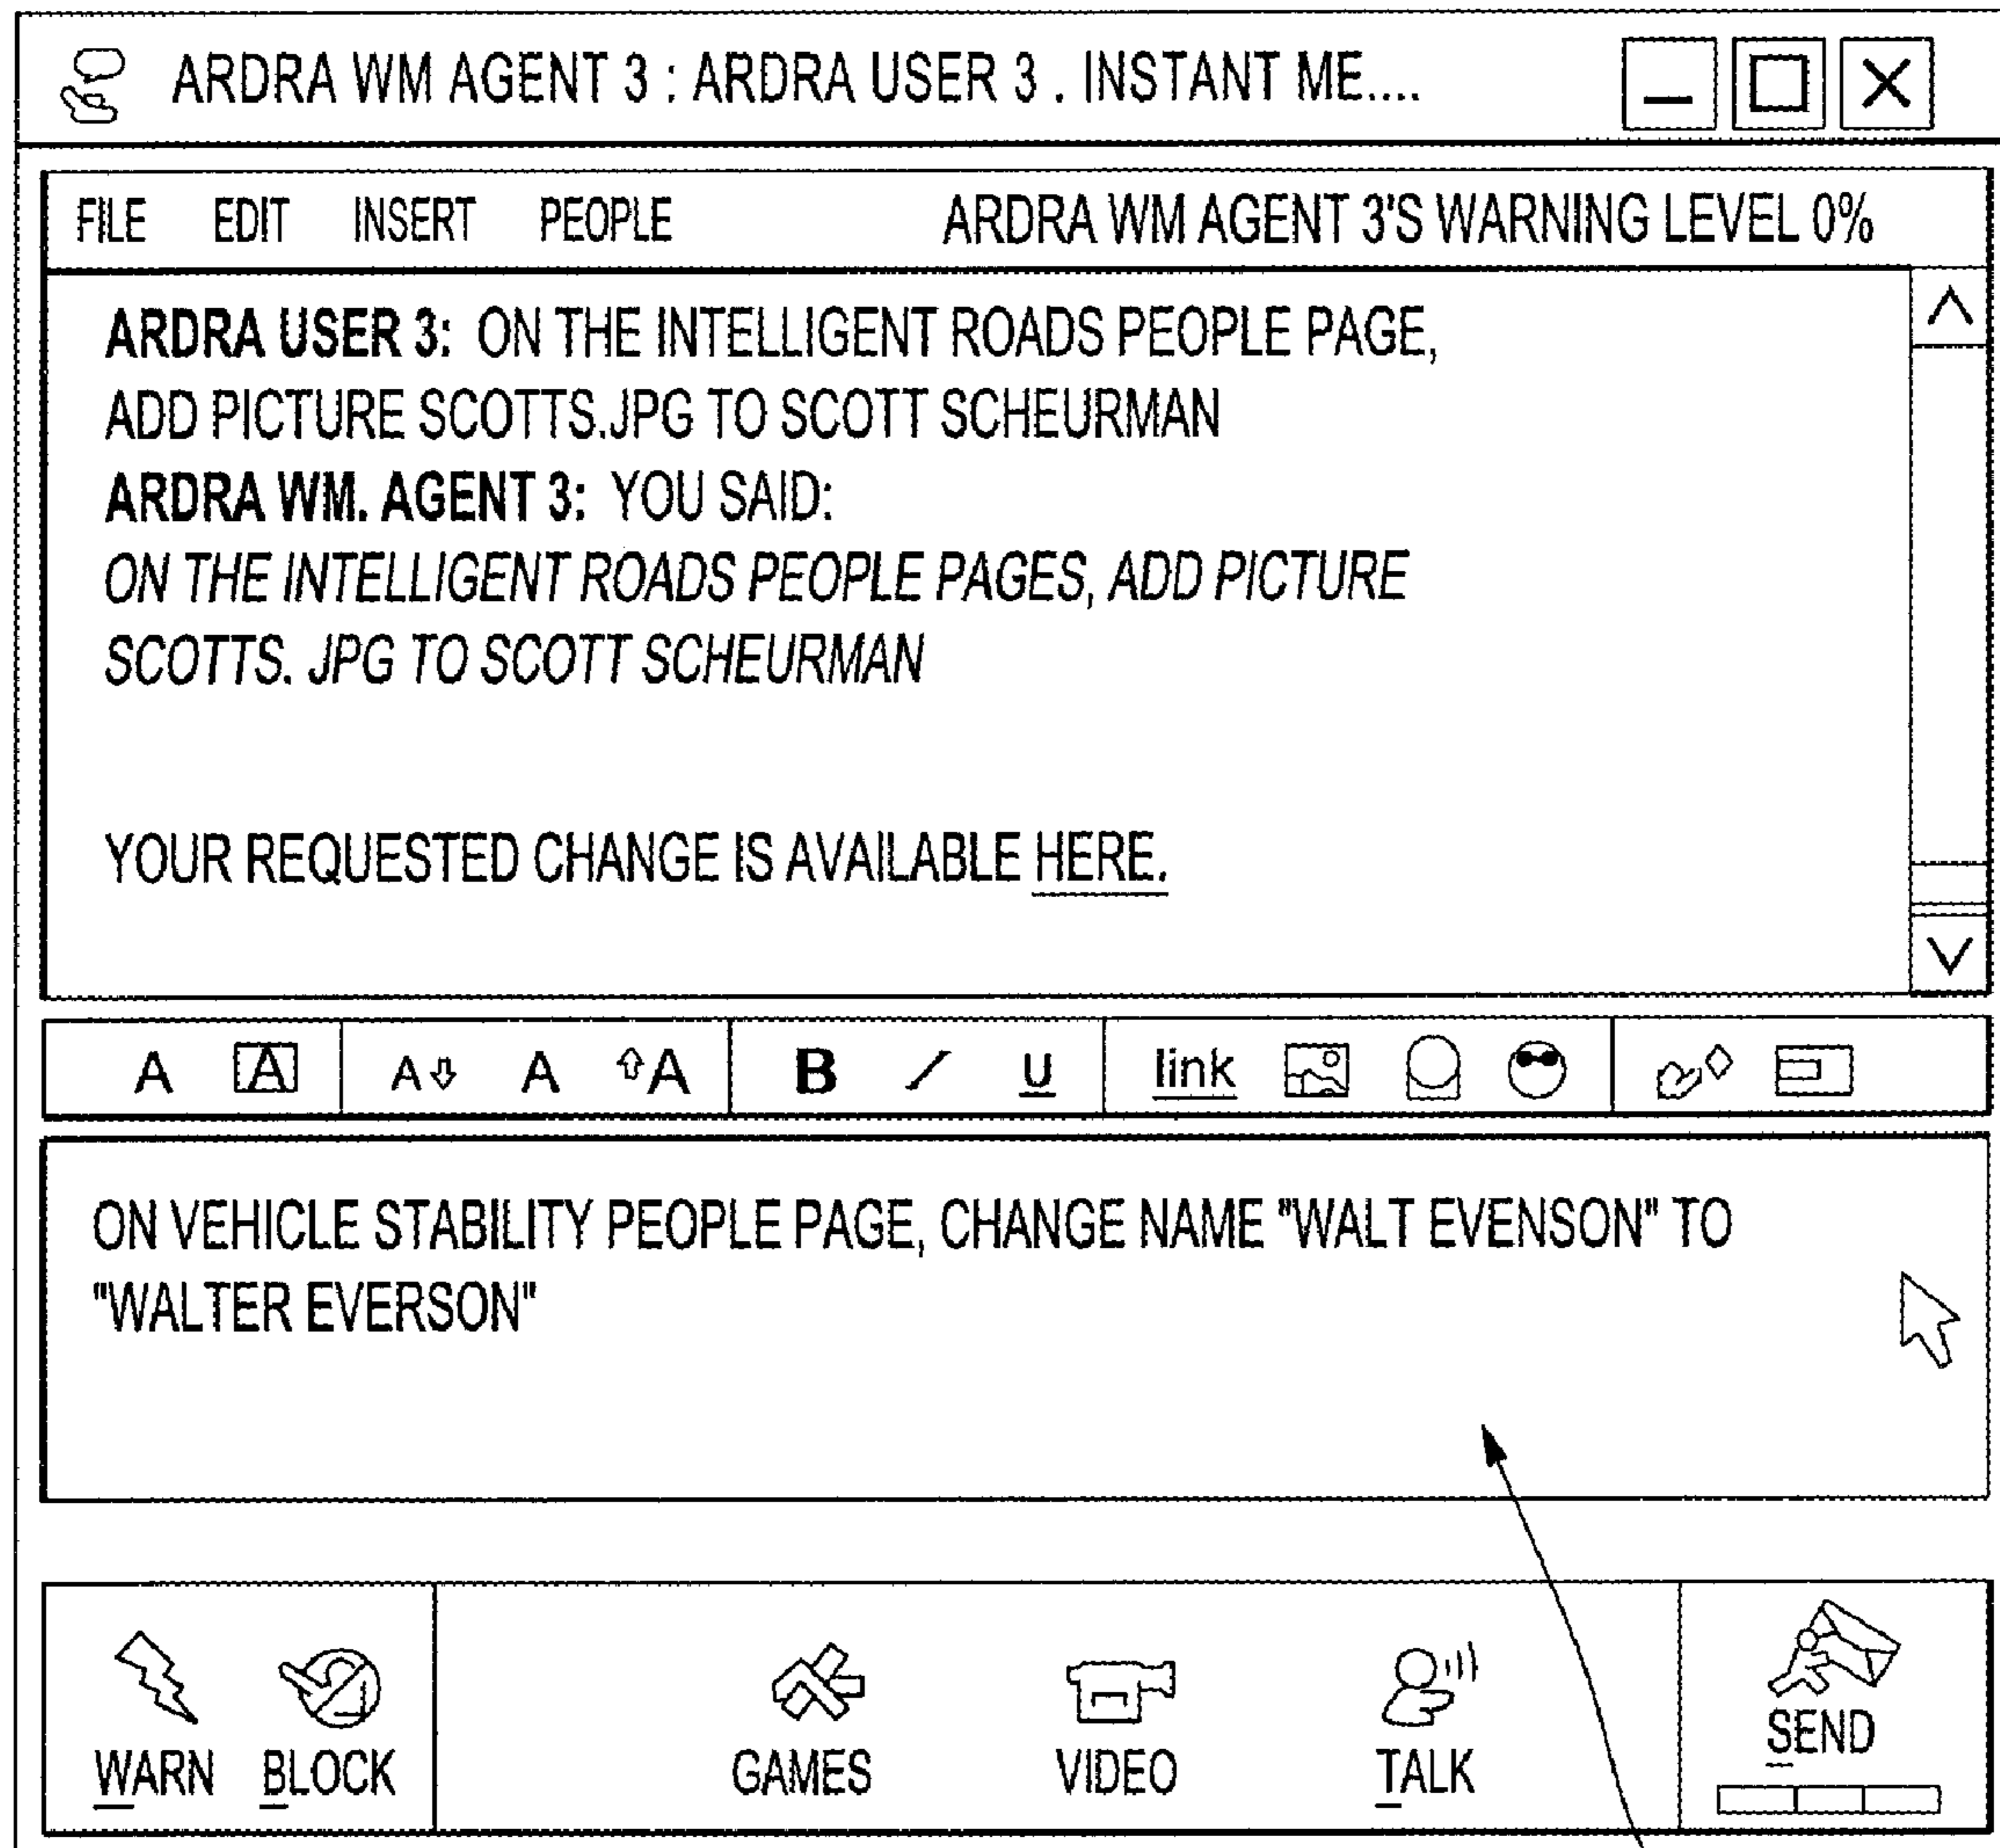 ARDRA WM AGENT 3 : ARDRA USER 3 . INSTANT ME....
FILE EDIT INSERT PEOPLE ARDRA WM AGENT 3'S WARNING LEVEL 0%
ARDRA USER 3: ON THE INTELLIGENT ROADS PEOPLE PAGE,
ADD PICTURE SCOTTS.JPG TO SCOTT SCHEURMAN
ARDRA WM. AGENT 3: YOU SAID:
ON THE INTELLIGENT ROADS PEOPLE PAGES, ADD PICTURE
SCOTTS. JPG TO SCOTT SCHEURMAN
YOUR REQUESTED CHANGE IS AVAILABLE HERE.
A A A A A B / U link
ON VEHICLE STABILITY PEOPLE PAGE, CHANGE NAME "WALT EVENSON" TO
"WALTER EVERSON"
WARN BLOCK GAMES VIDEO TALK SEND